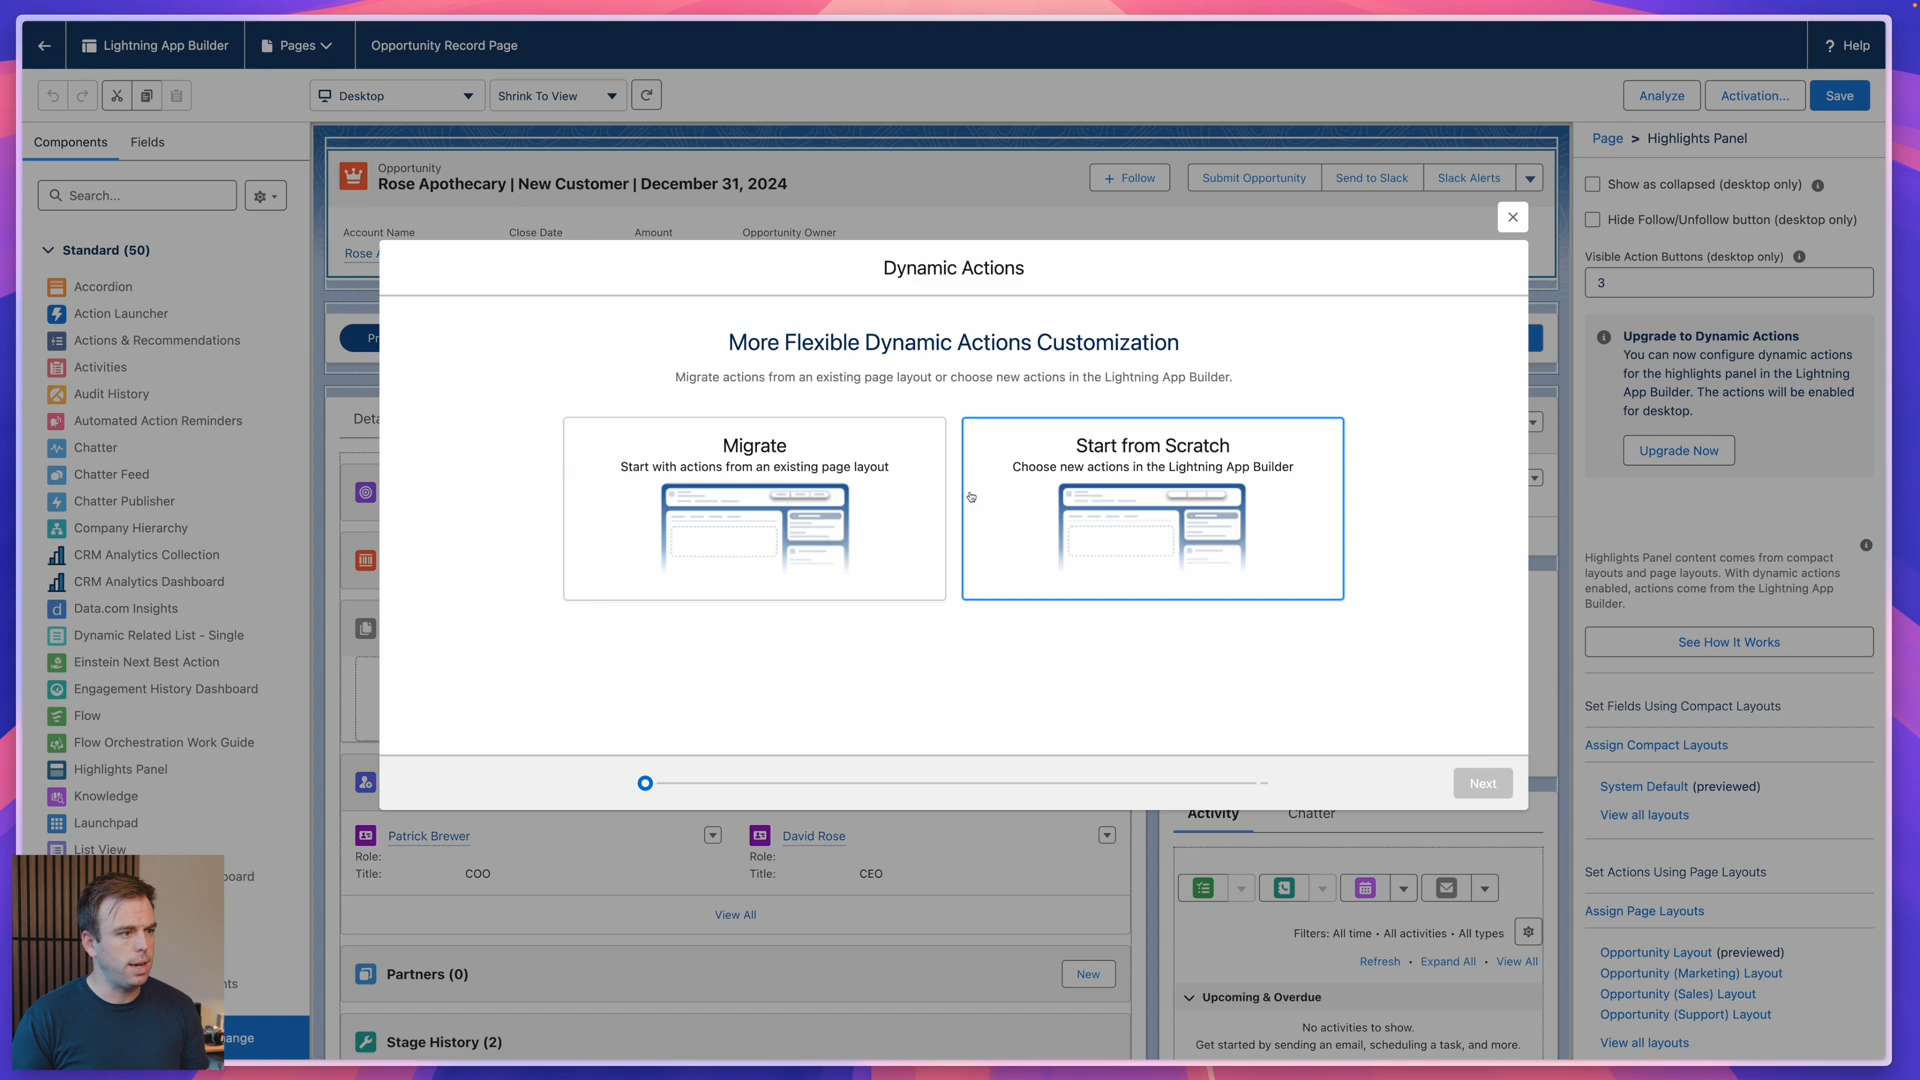 Lightning App Builder
Pages
Opportunity Record Page
? Help
Desktop
Shrink To View
Analyze
Activation...
Save
Components
Fields
Search...
Standard (50)
Accordion
Action Launcher
Actions & Recommendations
Activities
Audit History
Automated Action Reminders
Chatter
Chatter Feed
Chatter Publisher
Company Hierarchy
CRM Analytics Collection
CRM Analytics Dashboard
Data.com Insights
Dynamic Related List - Single
Einstein Next Best Action
Engagement History Dashboard
Flow
Flow Orchestration Work Guide
Highlights Panel
Knowledge
Launchpad
List View
Opportunity
Rose Apothecary | New Customer | December 31, 2024
+ Follow
Submit Opportunity
Send to Slack
Slack Alerts
Account Name
Close Date
Amount
Opportunity Owner
Rose
Dynamic Actions
More Flexible Dynamic Actions Customization
Migrate actions from an existing page layout or choose new actions in the Lightning App Builder.
Migrate
Start with actions from an existing page layout
Start from Scratch
Choose new actions in the Lightning App Builder
Next
Patrick Brewer
Role:
Title:
COO
David Rose
Role:
Title:
CEO
View All
Partners (0)
New
Stage History (2)
Activity
Chatter
Filters: All time • All activities • All types
Refresh • Expand All • View All
Upcoming & Overdue
No activities to show.
Get started by sending an email, scheduling a task, and more.
Page > Highlights Panel
Show as collapsed (desktop only)
Hide Follow/Unfollow button (desktop only)
Visible Action Buttons (desktop only)
3
Upgrade to Dynamic Actions
You can now configure dynamic actions
for the highlights panel in the Lightning
App Builder. The actions will be enabled
for desktop.
Upgrade Now
Highlights Panel content comes from compact
layouts and page layouts. With dynamic actions
enabled, actions come from the Lightning App
Builder.
See How It Works
Set Fields Using Compact Layouts
Assign Compact Layouts
System Default (previewed)
View all layouts
Set Actions Using Page Layouts
Assign Page Layouts
Opportunity Layout (previewed)
Opportunity (Marketing) Layout
Opportunity (Sales) Layout
Opportunity (Support) Layout
View all layouts